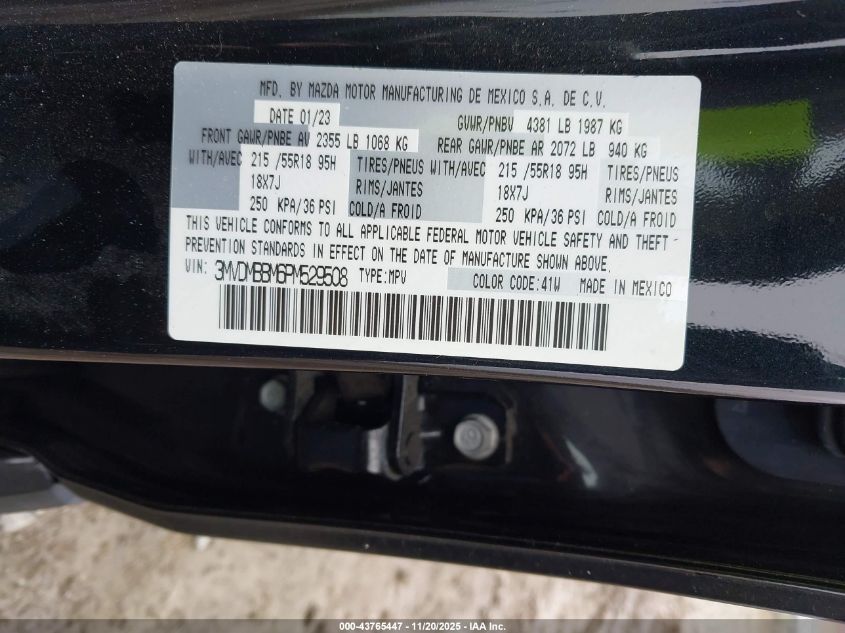 MFD. BY MAZDA MOTOR MANUFACTURING DE MEXICO S.A. DE C.V.
DATE 01/23 GVWR/PNBV 4381 LB 1987 KG
FRONT GAWR/PNBE AV 2355 LB 1068 KG REAR GAWR/PNBE AR 2072 LB 940 KG
WITH/AVEC 215 /55R18 95H TIRES/PNEUS WITH/AVEC 215 /55R18 95H TIRES/PNEUS
18X7J RIMS/JANTES 18X7J RIMS/JANTES
250 KPA/36 PSI COLD/A FROID 250 KPA/36 PSI COLD/A FROID
THIS VEHICLE CONFORMS TO ALL APPLICABLE FEDERAL MOTOR VEHICLE SAFETY AND THEFT
PREVENTION STANDARDS IN EFFECT ON THE DATE OF MANUFACTURE SHOWN ABOVE.
VIN: 3MVDMBBM6PM529508 TYPE:MPV COLOR CODE:41W MADE IN MEXICO
000-43765447 - 11/20/2025 - IAA Inc.